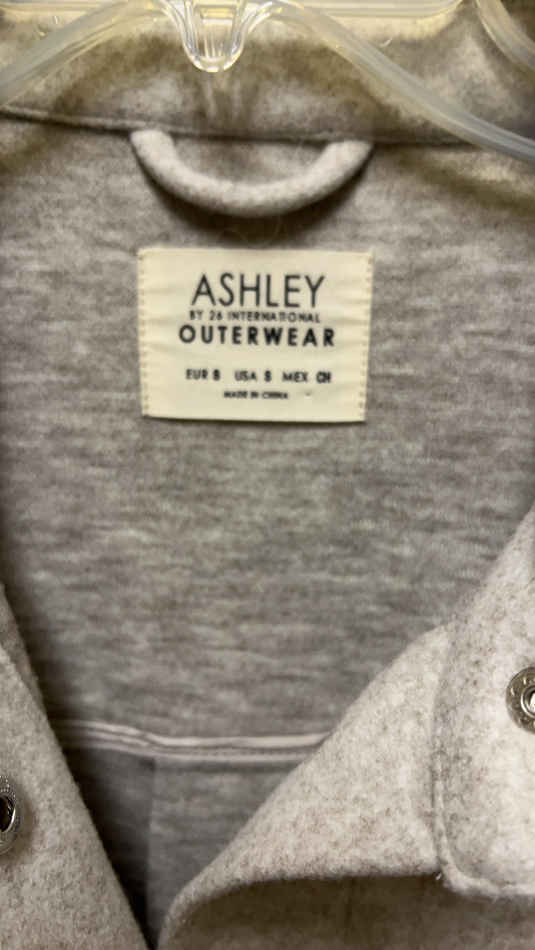 ASHLEY
BY 26 INTERNATIONAL
OUTERWEAR
EUR S USA S MEX CH
MADE IN CHINA